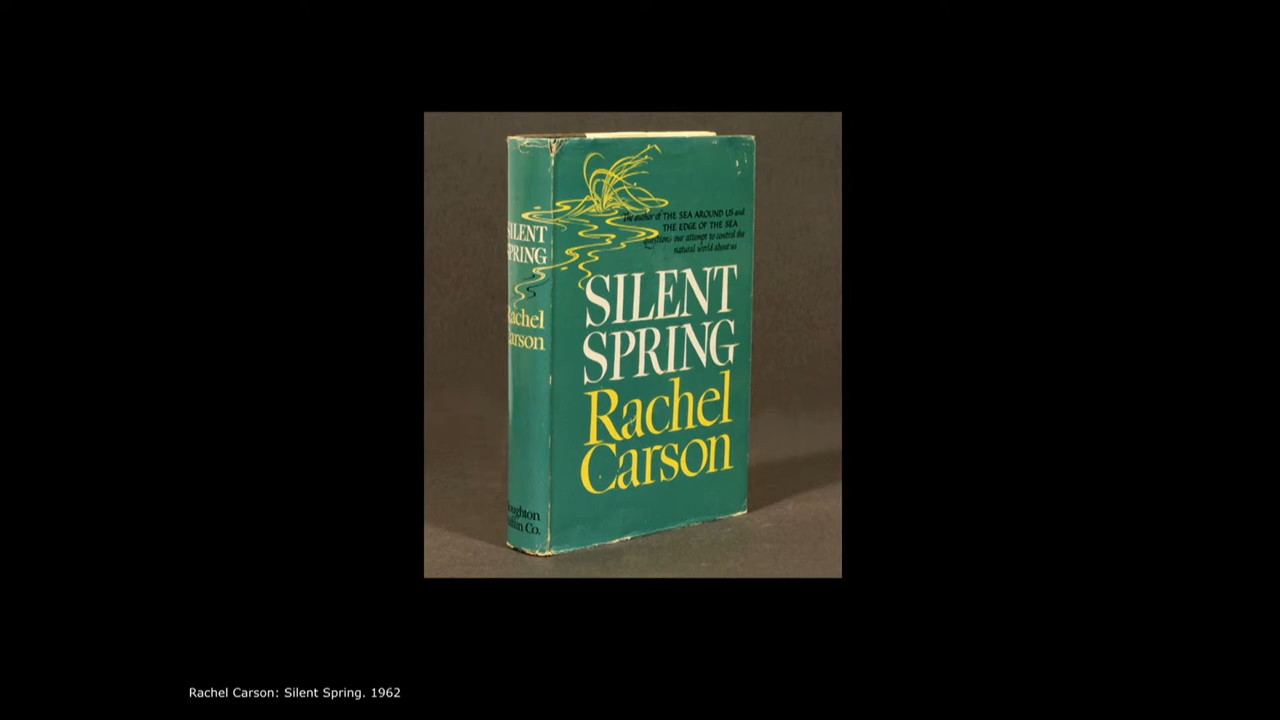 SILENT
SPRING
Rachel
Carson
The author of THE SEA AROUND US and
THE EDGE OF THE SEA
questions our attempt to control the
natural world about us
SILENT
SPRING
Rachel
Carson
Co.
Rachel Carson: Silent Spring. 1962